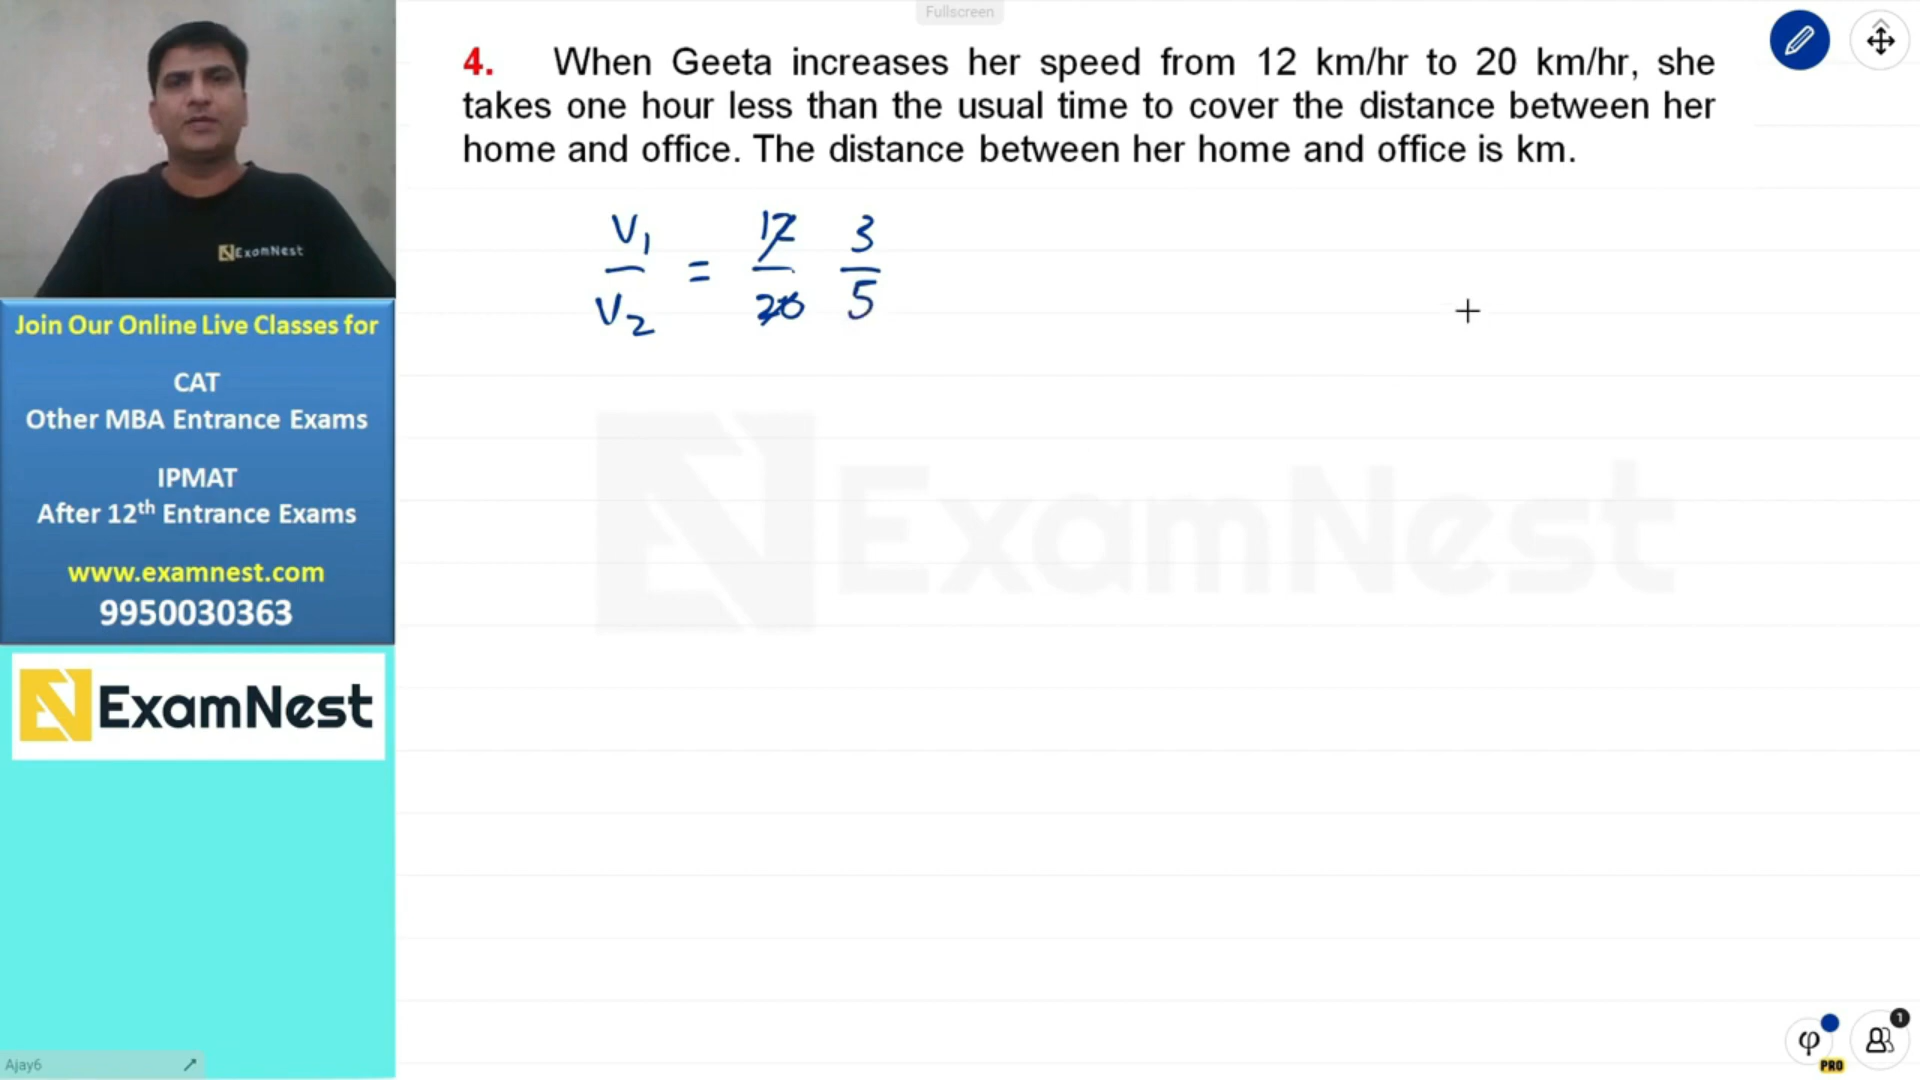 Fullscreen
4. When Geeta increases her speed from 12 km/hr to 20 km/hr, she
takes one hour less than the usual time to cover the distance between her
home and office. The distance between her home and office is km.
V1/V2 = 12/20 3/5
ExamNest
ExamNest
Join Our Online Live Classes for
CAT
Other MBA Entrance Exams
IPMAT
After 12th Entrance Exams
www.examnest.com
9950030363
ExamNest
Ajay6
φ
PRO
1